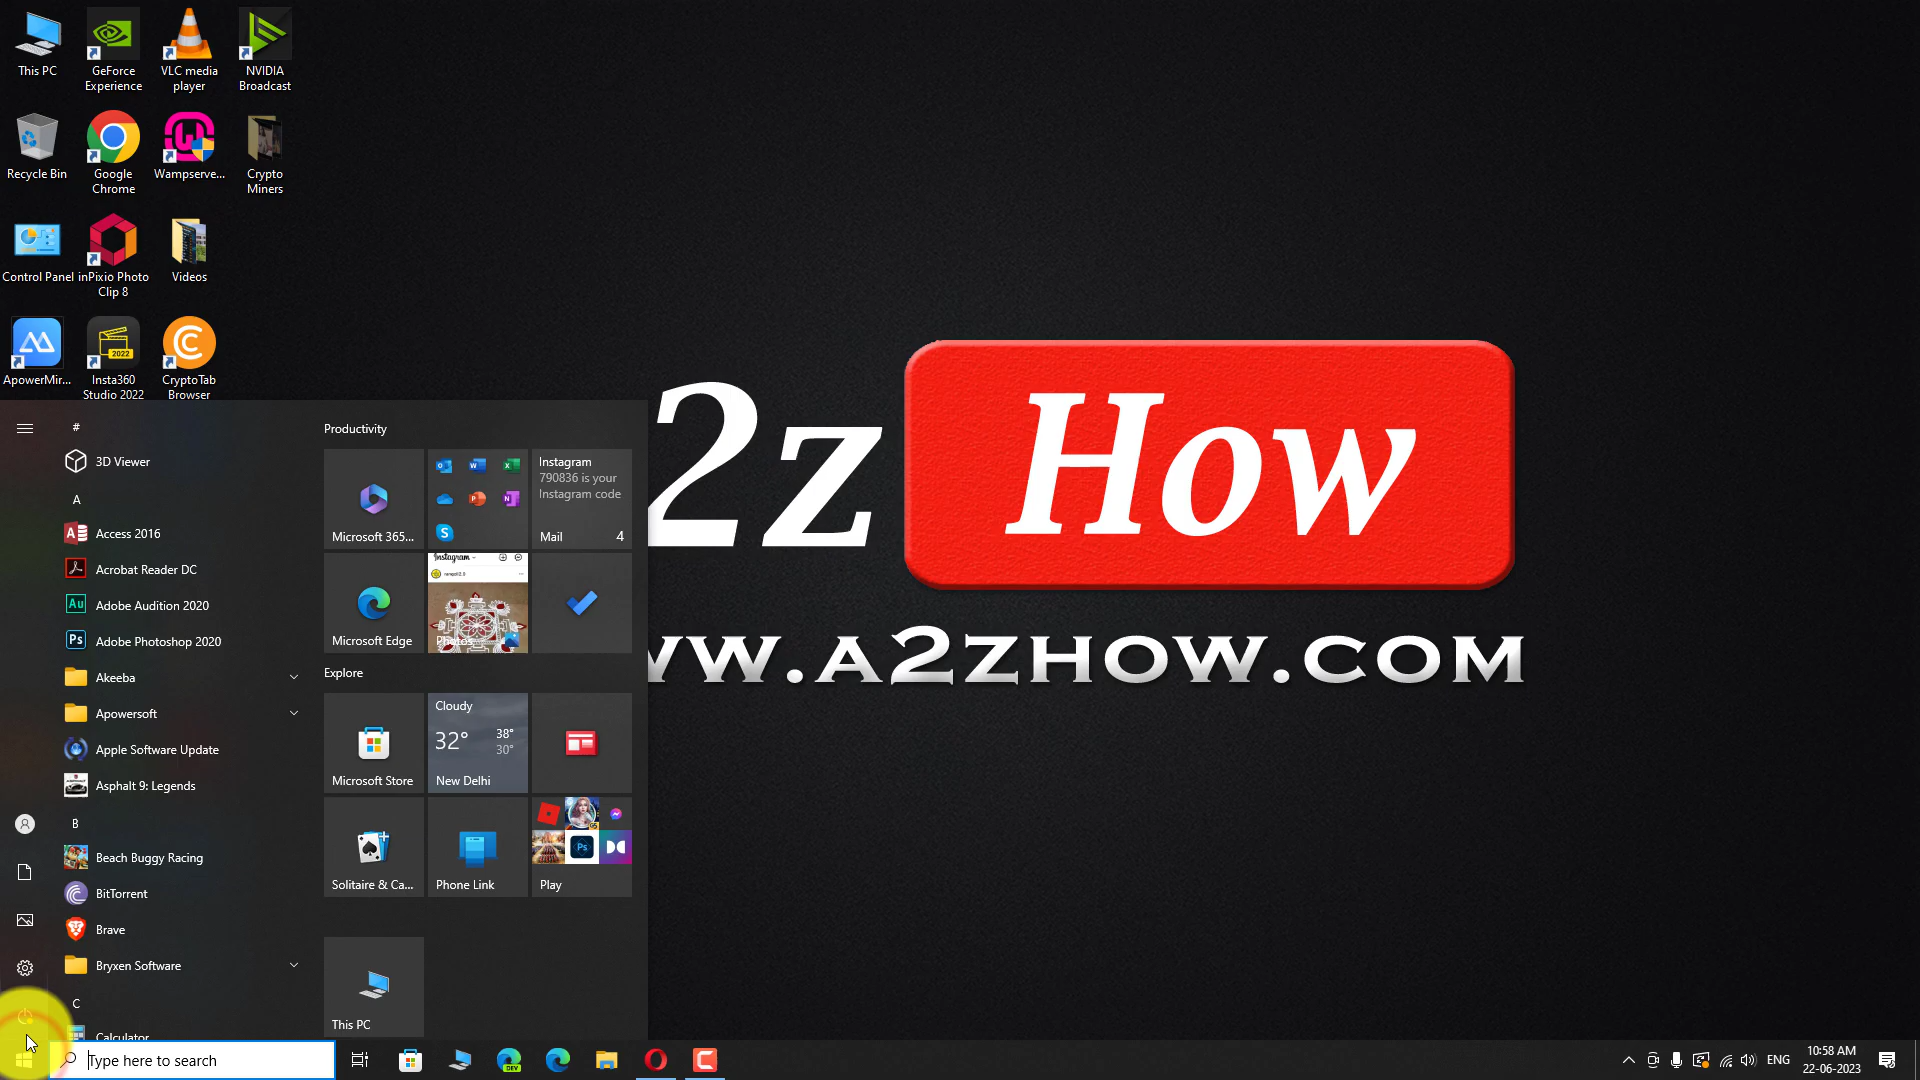 This PC
GeForce
Experience
VLC media
player
NVIDIA
Broadcast
Recycle Bin
Google
Chrome
Wampserve...
Crypto
Miners
Control Panel
inPixio Photo
Clip 8
Videos
ApowerMir...
2022
Insta360
Studio 2022
CryptoTab
Browser
#
3D Viewer
A
Access 2016
Acrobat Reader DC
Adobe Audition 2020
Adobe Photoshop 2020
Akeeba
Apowersoft
Apple Software Update
Asphalt 9: Legends
B
Beach Buggy Racing
BitTorrent
Brave
Bryxen Software
C
Calculator
Productivity
Microsoft 365...
Instagram
790836 is your
Instagram code
Mail 4
Microsoft Edge
Instagram
Photos
Explore
Microsoft Store
Cloudy
32° 38°
30°
New Delhi
Solitaire & Ca...
Phone Link
Play
This PC
2z How
WW.A2ZHOW.COM
Type here to search
DEV
ENG
10:58 AM
22-06-2023